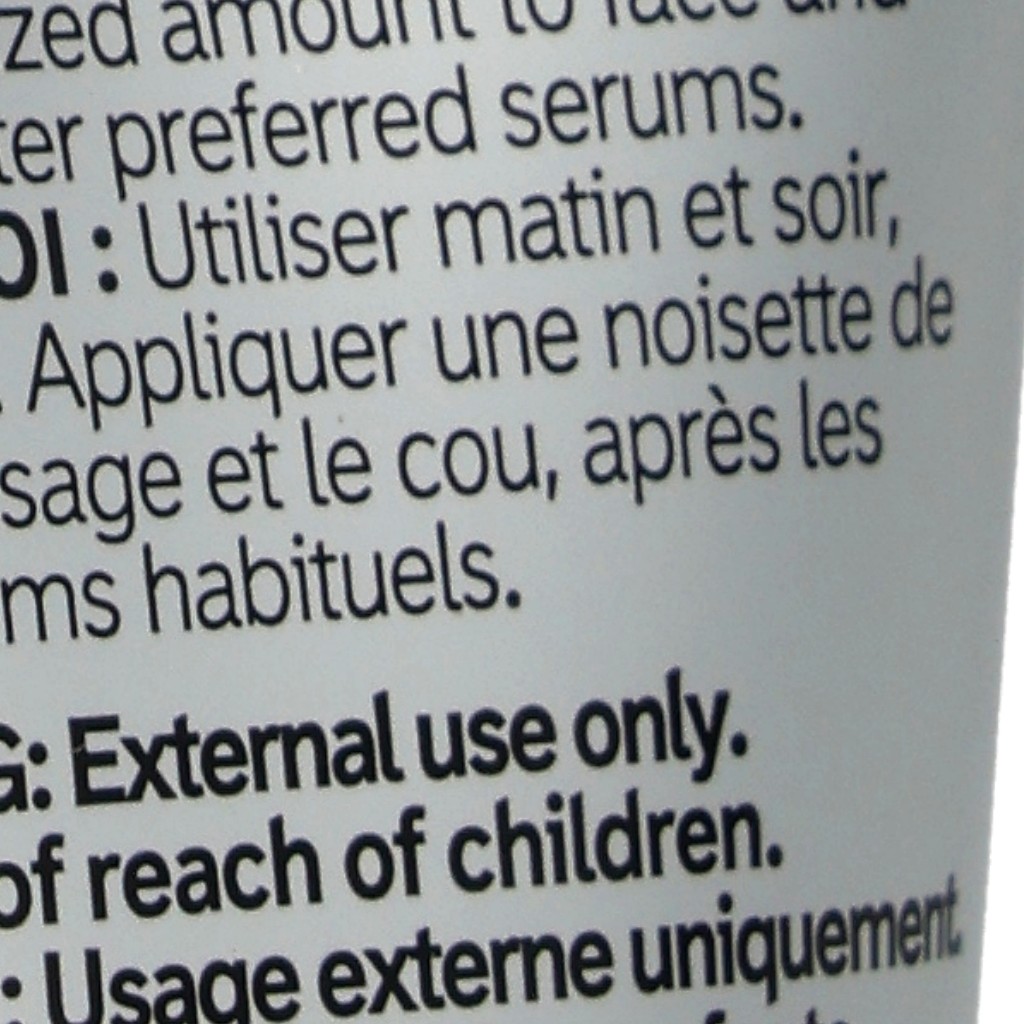 zed amount to face and
ter preferred serums.
OI : Utiliser matin et soir,
. Appliquer une noisette de
sage et le cou, après les
ms habituels.
G: External use only.
of reach of children.
: Usage externe uniquement.